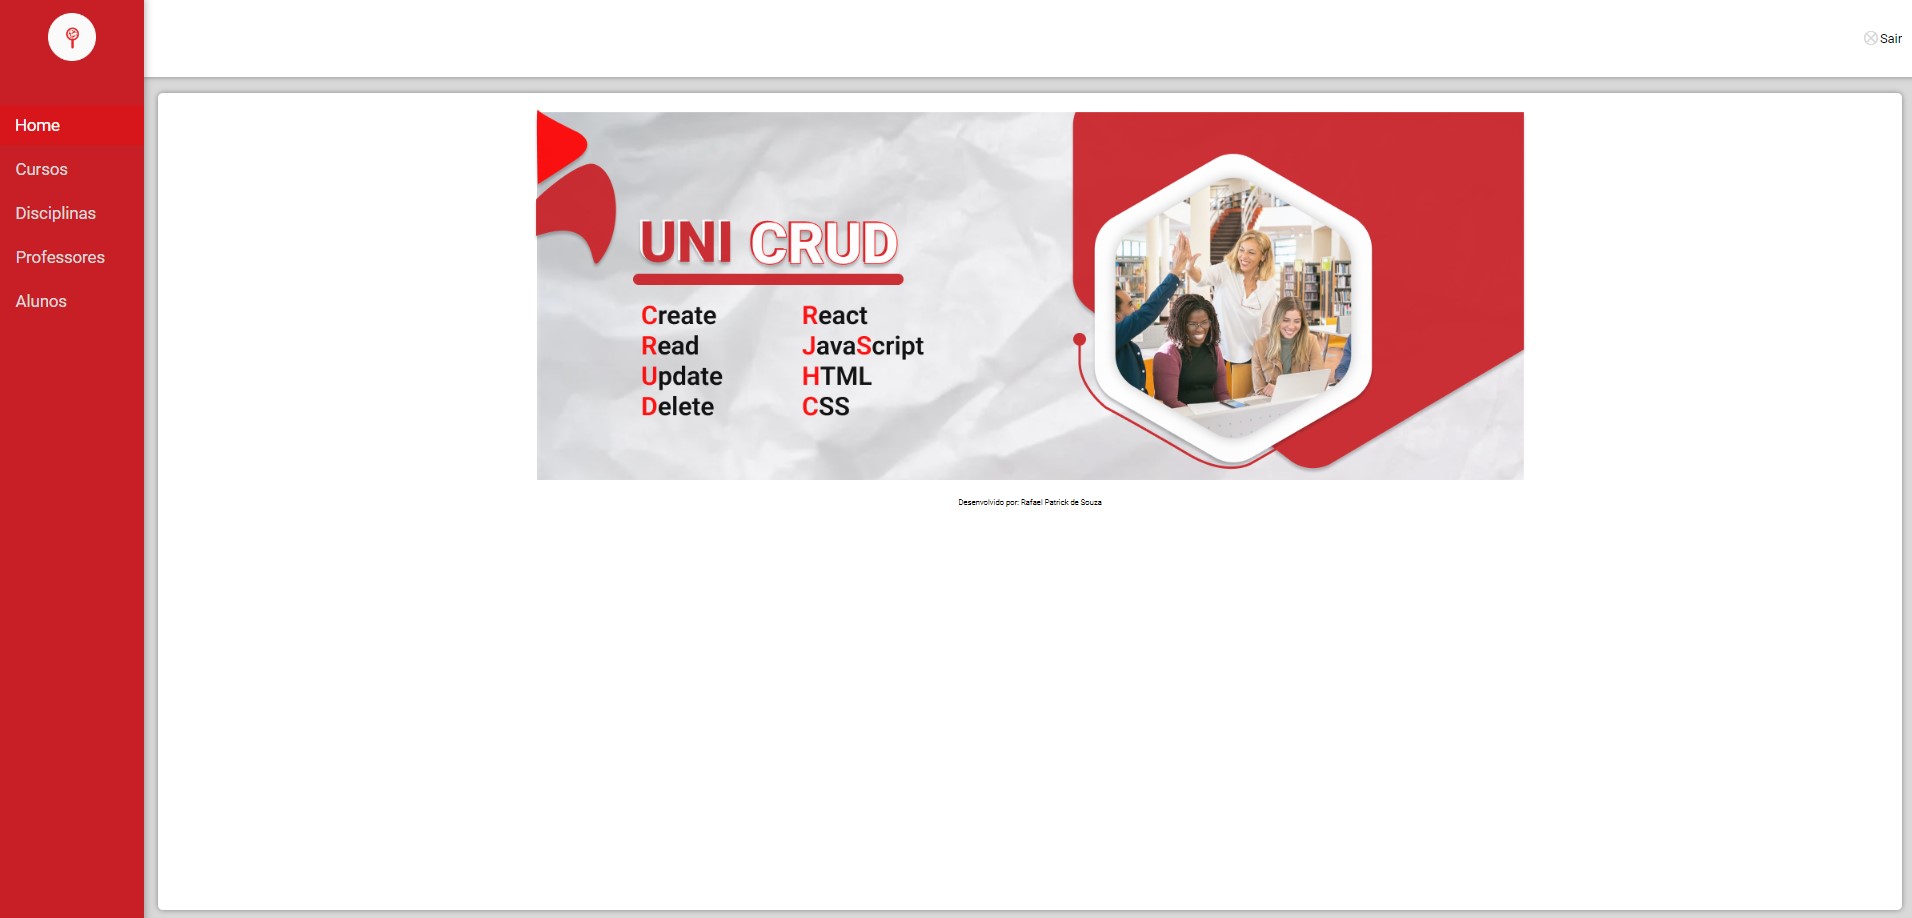 Sair
Home
Cursos
Disciplinas
Professores
Alunos
UNI CRUD
Create
Read
Update
Delete
React
JavaScript
HTML
CSS
Desenvolvido por: Rafael Patrick de Souza